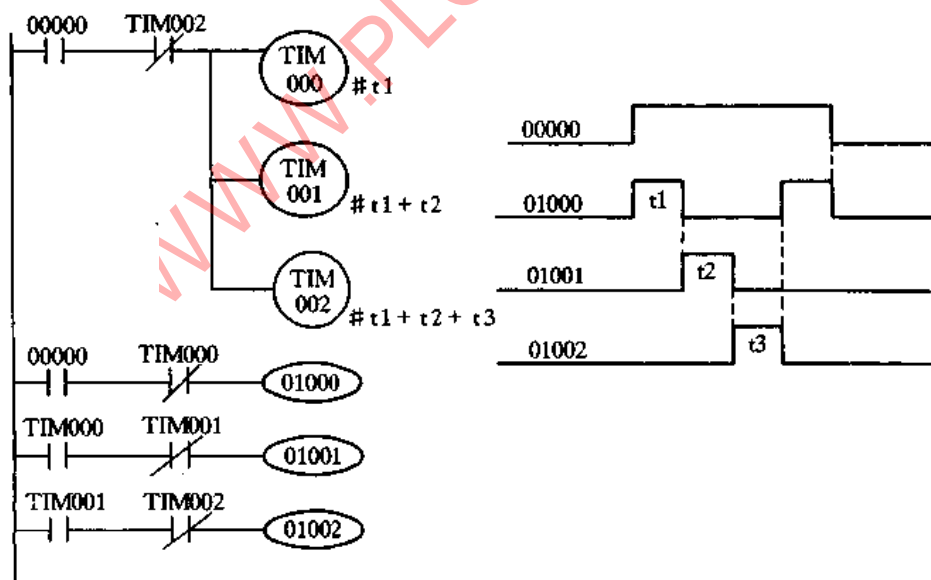 00000 TIM002
TIM
000 #t1
TIM
001 #t1+t2
TIM
002 #t1+t2+t3
00000 TIM000
01000
TIM000 TIM001
01001
TIM001 TIM002
01002
00000
01000 t1
01001 t2
01002 t3
WWW.PLC